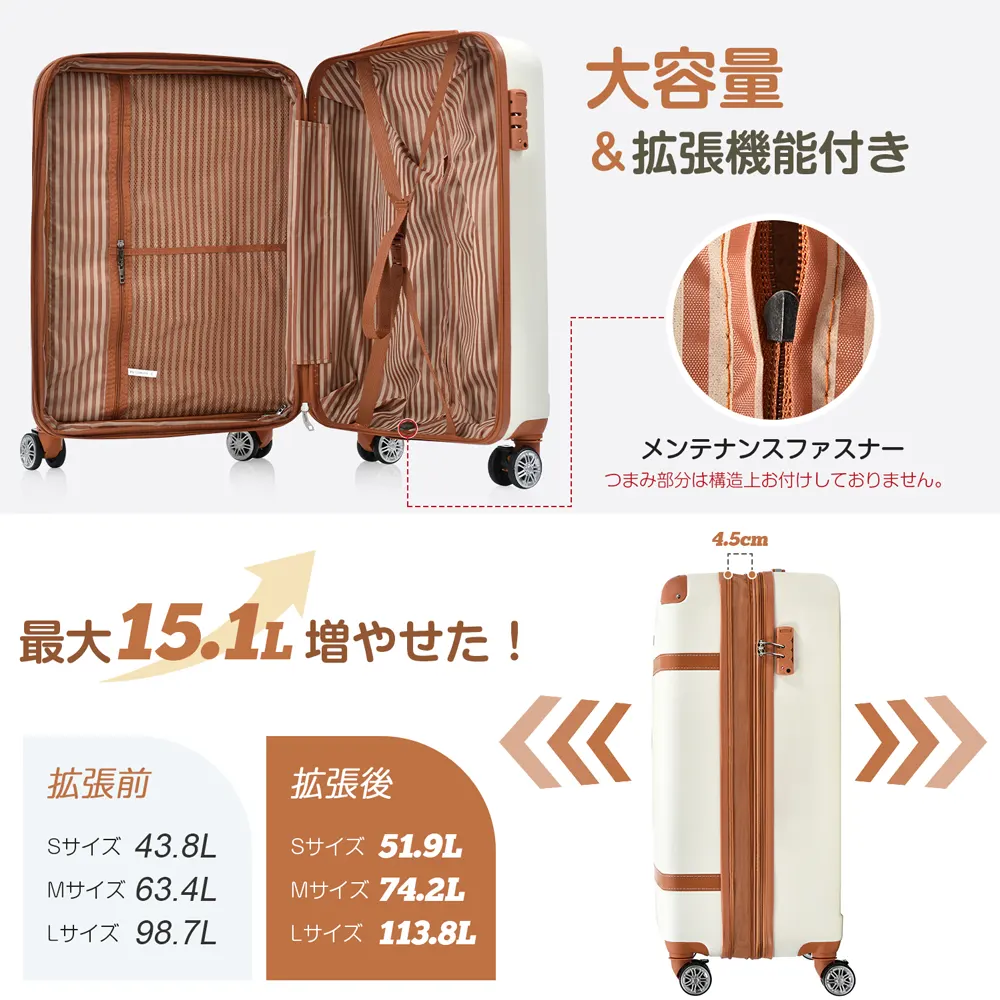 大容量
&拡張機能付き
メンテナンスファスナー
つまみ部分は構造上お付けしておりません。
4.5cm
最大15.1L増やせた！
拡張前
Sサイズ 43.8L
Mサイズ 63.4L
Lサイズ 98.7L
拡張後
Sサイズ 51.9L
Mサイズ 74.2L
Lサイズ 113.8L